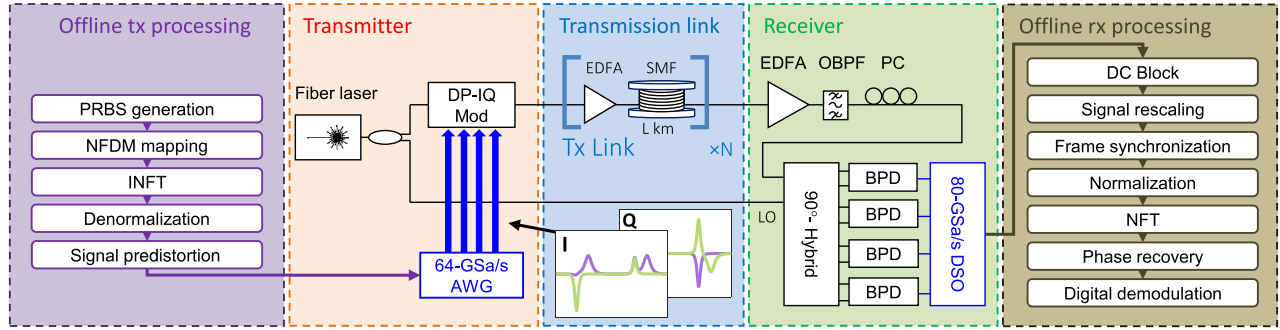 Offline tx processing
PRBS generation
NFDM mapping
INFT
Denormalization
Signal predistortion
Transmitter
Fiber laser
DP-IQ
Mod
64-GSa/s
AWG
I
Q
Transmission link
EDFA
SMF
L km
Tx Link
×N
Receiver
EDFA
OBPF
PC
LO
90°- Hybrid
BPD
BPD
BPD
BPD
80-GSa/s DSO
Offline rx processing
DC Block
Signal rescaling
Frame synchronization
Normalization
NFT
Phase recovery
Digital demodulation